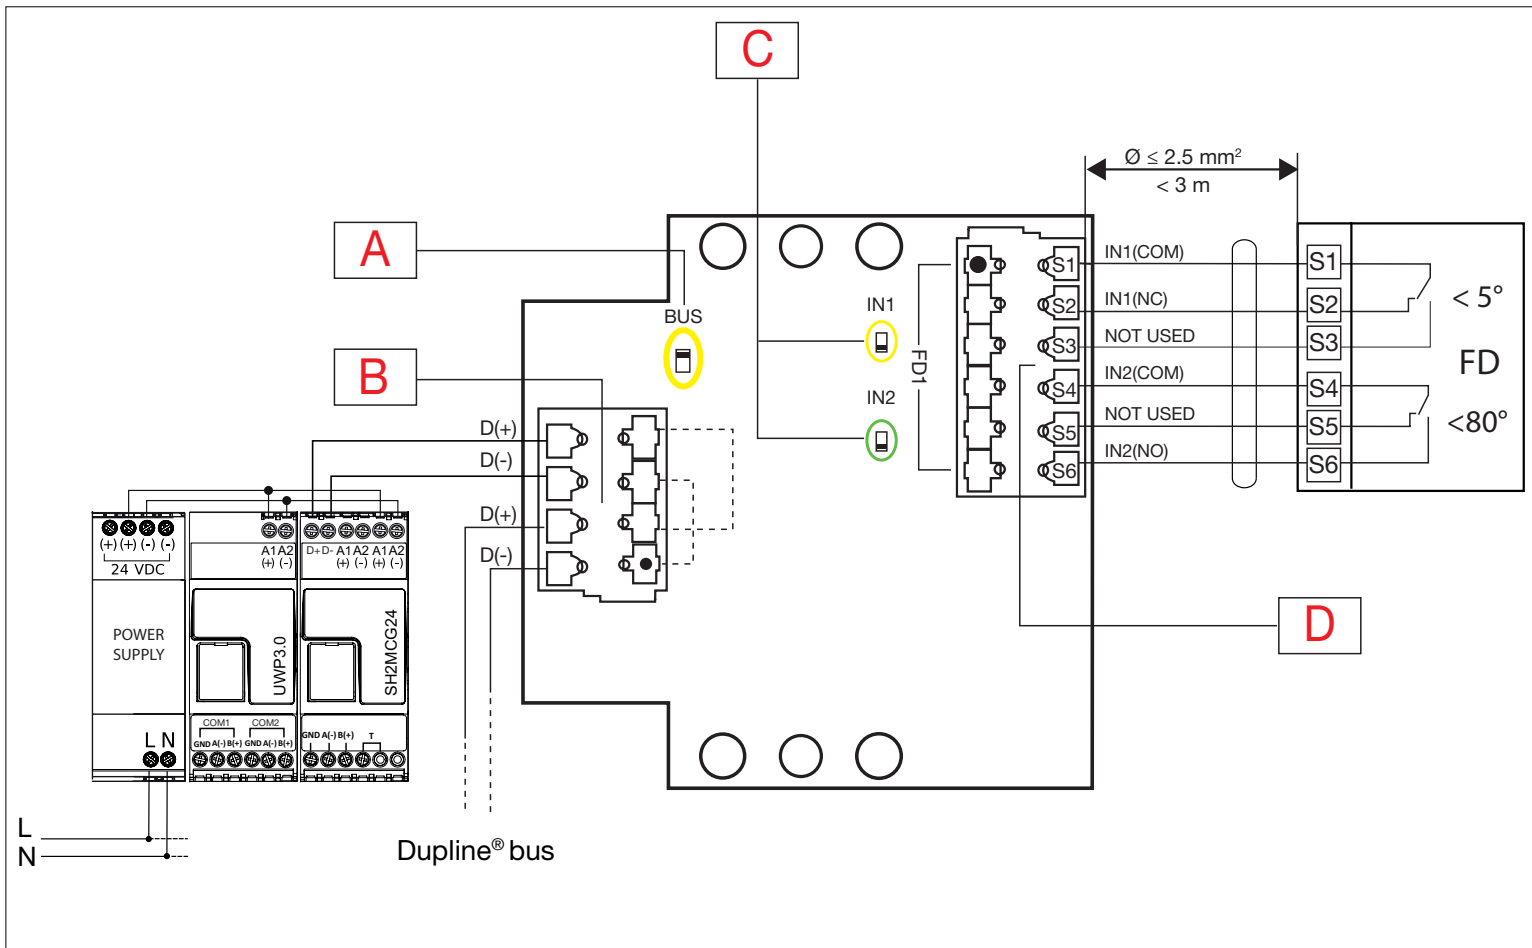 C
Ø ≤ 2.5 mm²
< 3 m
A
BUS
IN1
IN2
FD1
S1
S2
S3
S4
S5
S6
IN1(COM)
IN1(NC)
NOT USED
IN2(COM)
NOT USED
IN2(NO)
S1
S2
S3
S4
S5
S6
< 5°
FD
<80°
B
D(+)
D(-)
D(+)
D(-)
D
(+) (+) (-) (-)
24 VDC
POWER
SUPPLY
L N
A1 A2
(+) (-)
UWP3.0
COM1 COM2
GND A(-) B(+) GND A(-) B(+)
D+ D- A1 A2 A1 A2
(+) (-) (+) (-)
SH2MCG24
GND A(-) B(+) T
L
N
Dupline® bus